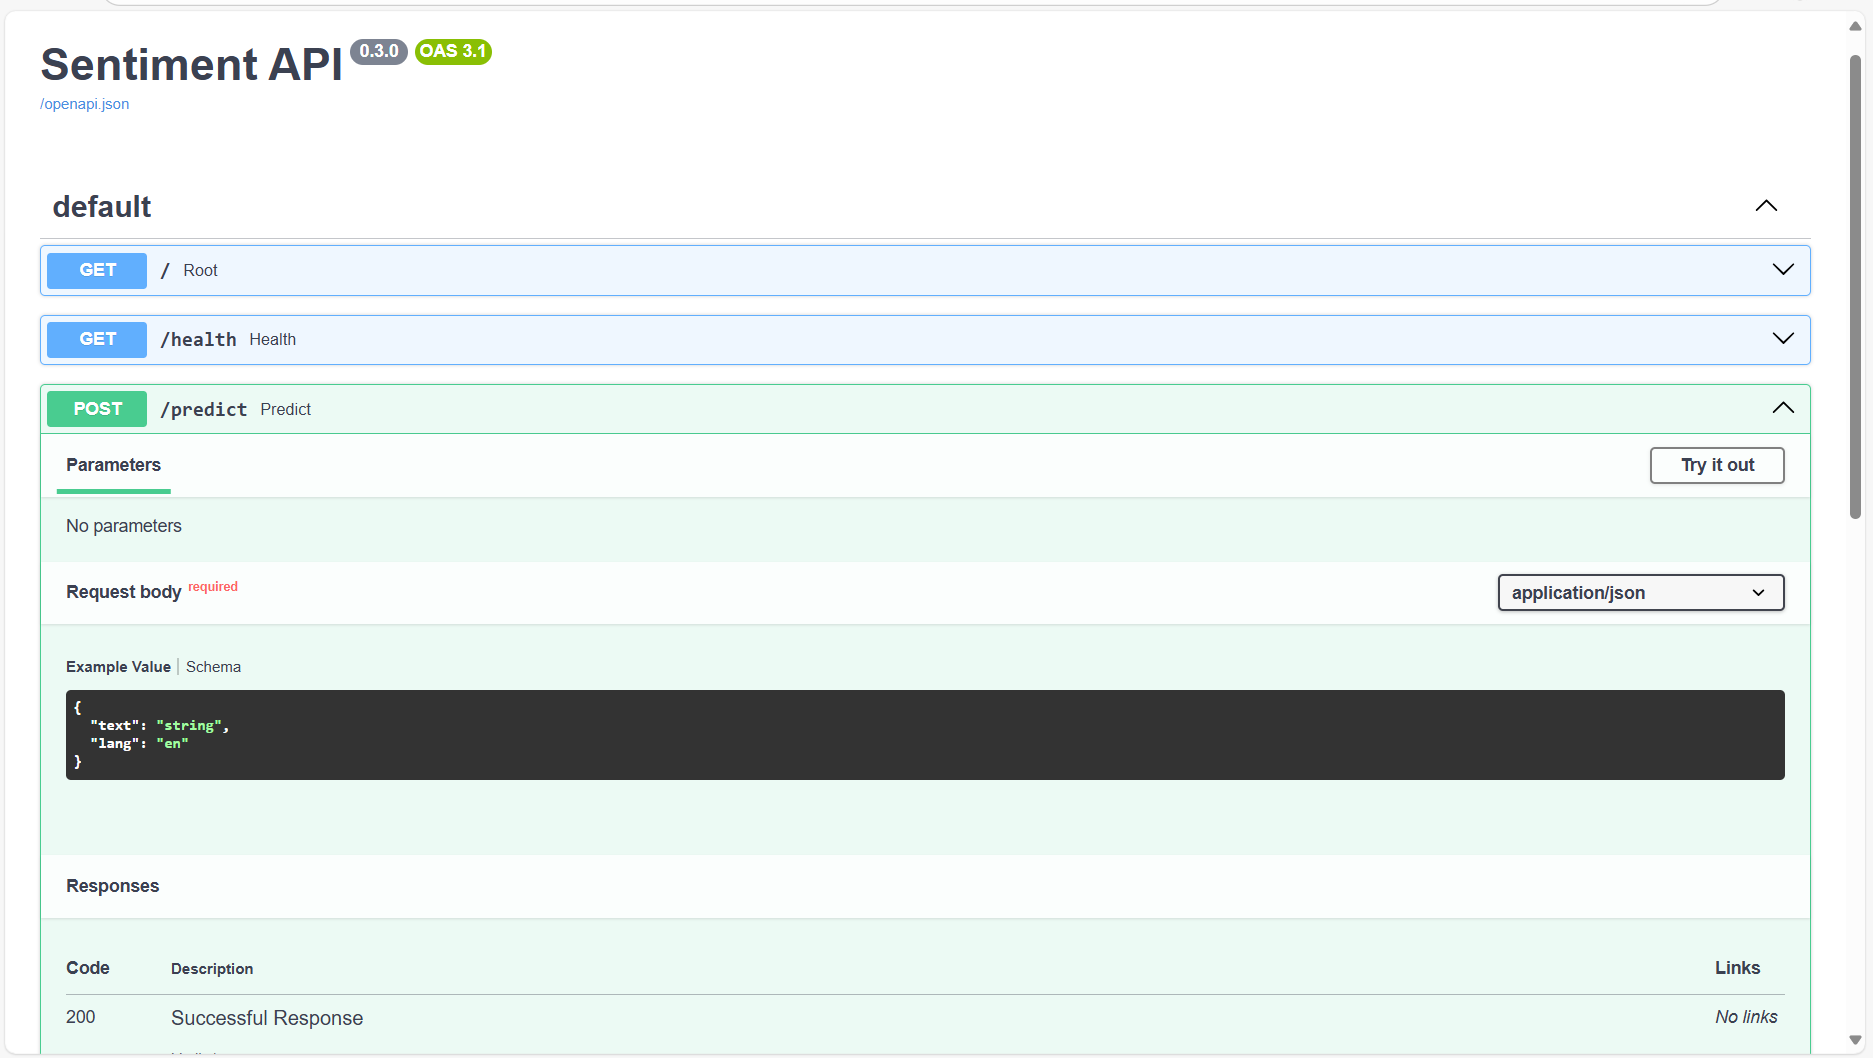 Sentiment API 0.3.0 OAS 3.1
/openapi.json
default
GET / Root
GET /health Health
POST /predict Predict
Parameters
Try it out
No parameters
Request body required
application/json
Example Value | Schema
{
  "text": "string",
  "lang": "en"
}
Responses
Code Description Links
200 Successful Response No links